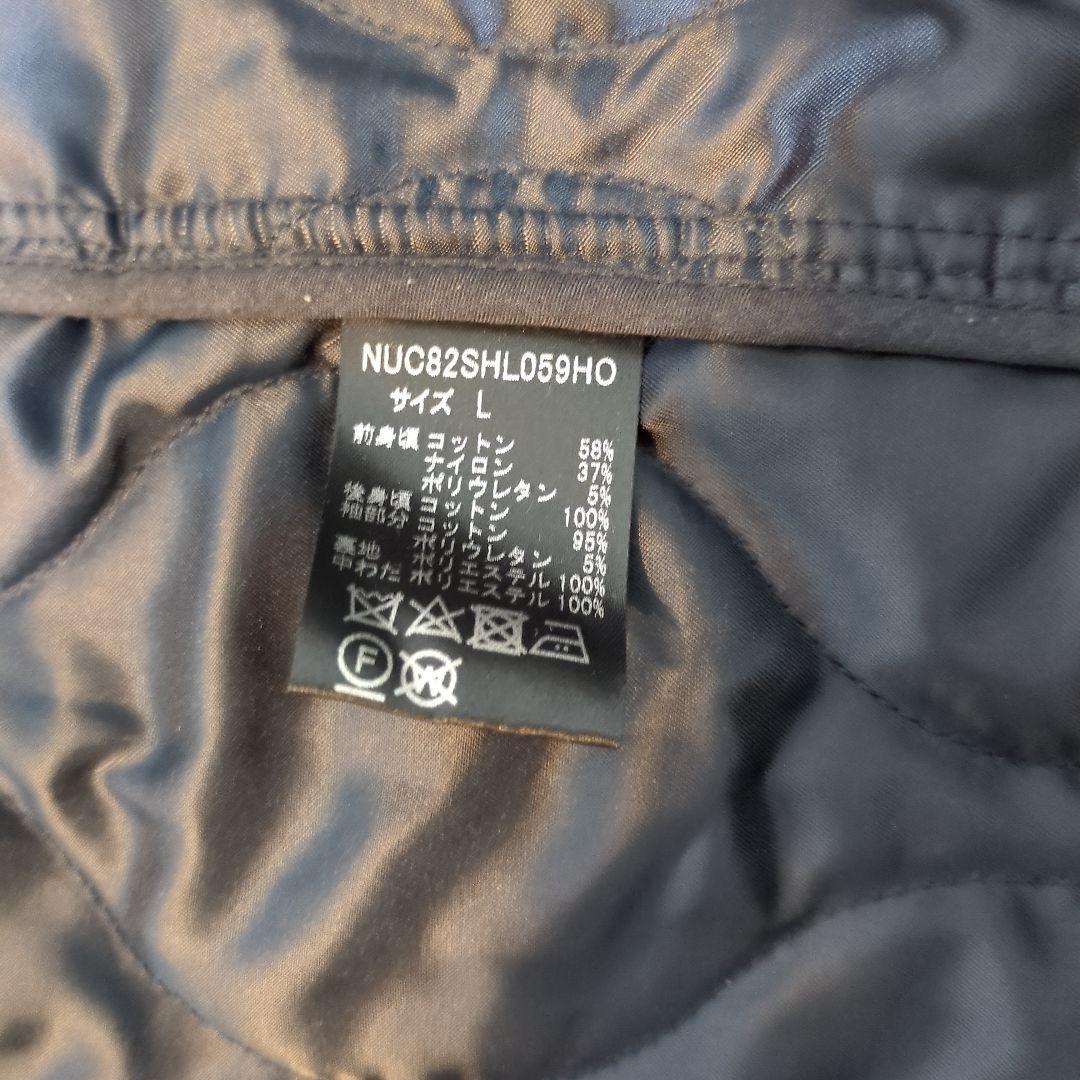 NUC82SHL059HO
サイズ L
前身頃 コットン 58%
ナイロン 37%
ポリウレタン 5%
後身頃 コットン 100%
袖部分 コットン 95%
ポリウレタン 5%
裏地 ポリエステル 100%
中わた ポリエステル 100%
F W